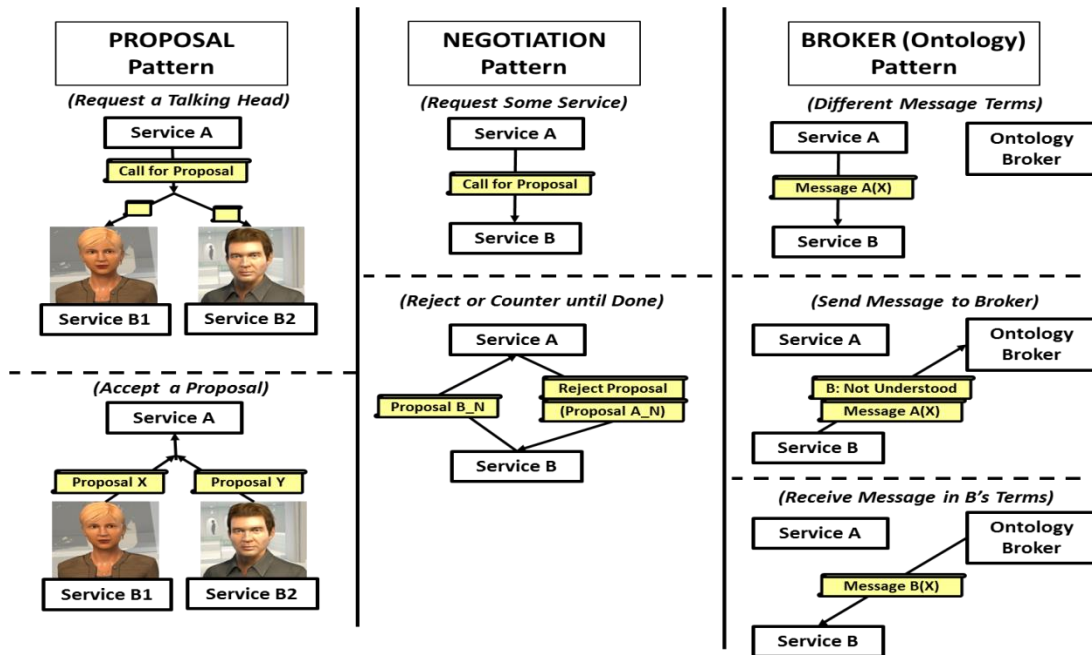 PROPOSAL
Pattern
(Request a Talking Head)
Service A
Call for Proposal
Service B1
Service B2
(Accept a Proposal)
Service A
Proposal X
Proposal Y
Service B1
Service B2
NEGOTIATION
Pattern
(Request Some Service)
Service A
Call for Proposal
Service B
(Reject or Counter until Done)
Service A
Proposal B_N
Reject Proposal
(Proposal A_N)
Service B
BROKER (Ontology)
Pattern
(Different Message Terms)
Service A
Ontology
Broker
Message A(X)
Service B
(Send Message to Broker)
Service A
Ontology
Broker
B: Not Understood
Message A(X)
Service B
(Receive Message in B's Terms)
Service A
Ontology
Broker
Message B(X)
Service B